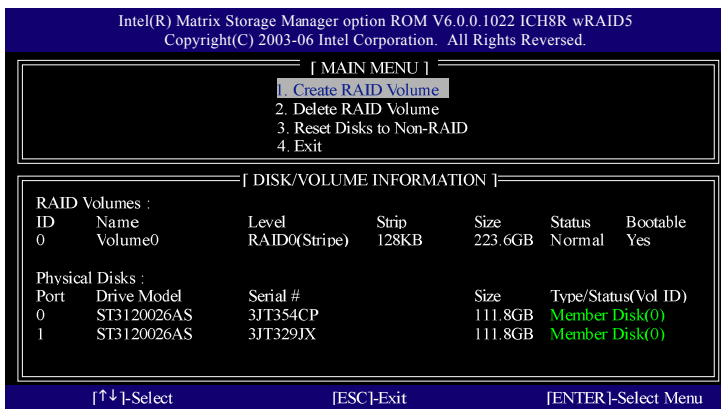 Intel(R) Matrix Storage Manager option ROM V6.0.0.1022 ICH8R wRAID5
Copyright(C) 2003-06 Intel Corporation. All Rights Reversed.
[ MAIN MENU ]
1. Create RAID Volume
2. Delete RAID Volume
3. Reset Disks to Non-RAID
4. Exit
[ DISK/VOLUME INFORMATION ]
RAID Volumes :
ID Name Level Strip Size Status Bootable
0 Volume0 RAID0(Stripe) 128KB 223.6GB Normal Yes
Physical Disks :
Port Drive Model Serial # Size Type/Status(Vol ID)
0 ST3120026AS 3JT354CP 111.8GB Member Disk(0)
1 ST3120026AS 3JT329JX 111.8GB Member Disk(0)
[↑↓]-Select [ESC]-Exit [ENTER]-Select Menu